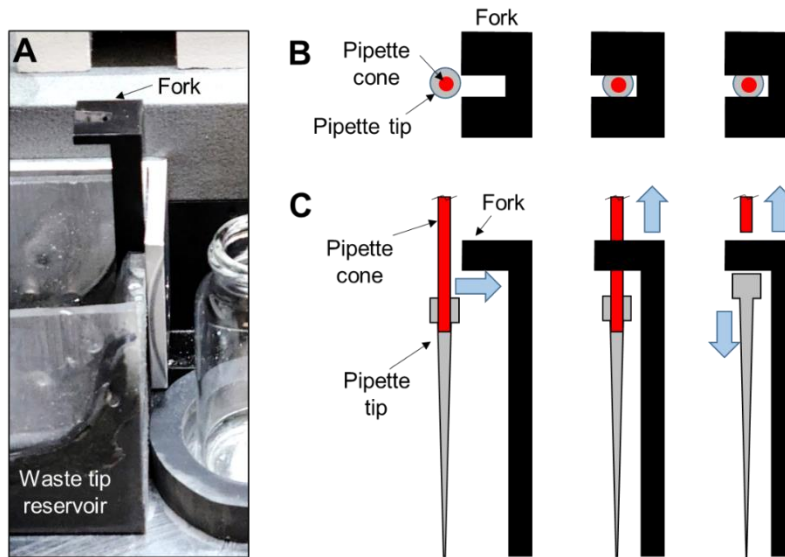 A
Fork
Waste tip
reservoir
B
Fork
Pipette
cone
Pipette tip
C
Fork
Pipette
cone
Pipette
tip